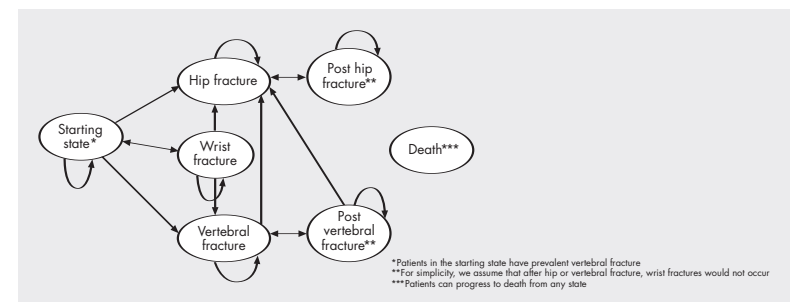 Hip fracture
Post hip
fracture**
Starting
state*
Wrist
fracture
Death***
Vertebral
fracture
Post
vertebral
fracture**
*Patients in the starting state have prevalent vertebral fracture
**For simplicity, we assume that after hip or vertebral fracture, wrist fractures would not occur
***Patients can progress to death from any state